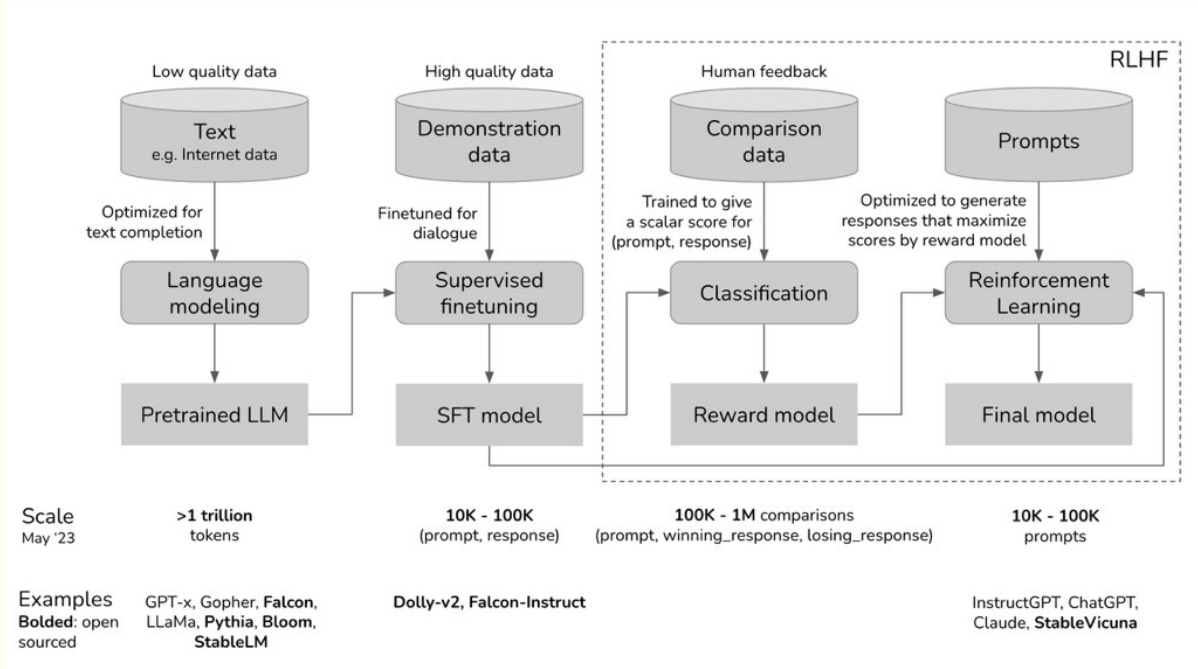 RLHF
Low quality data
High quality data
Human feedback
Text
e.g. Internet data
Demonstration
data
Comparison
data
Prompts
Optimized for
text completion
Finetuned for
dialogue
Trained to give
a scalar score for
(prompt, response)
Optimized to generate
responses that maximize
scores by reward model
Language
modeling
Supervised
finetuning
Classification
Reinforcement
Learning
Pretrained LLM
SFT model
Reward model
Final model
Scale
May '23
>1 trillion
tokens
10K - 100K
(prompt, response)
100K - 1M comparisons
(prompt, winning_response, losing_response)
10K - 100K
prompts
Examples
Bolded: open
sourced
GPT-x, Gopher, Falcon,
LLaMa, Pythia, Bloom,
StableLM
Dolly-v2, Falcon-Instruct
InstructGPT, ChatGPT,
Claude, StableVicuna